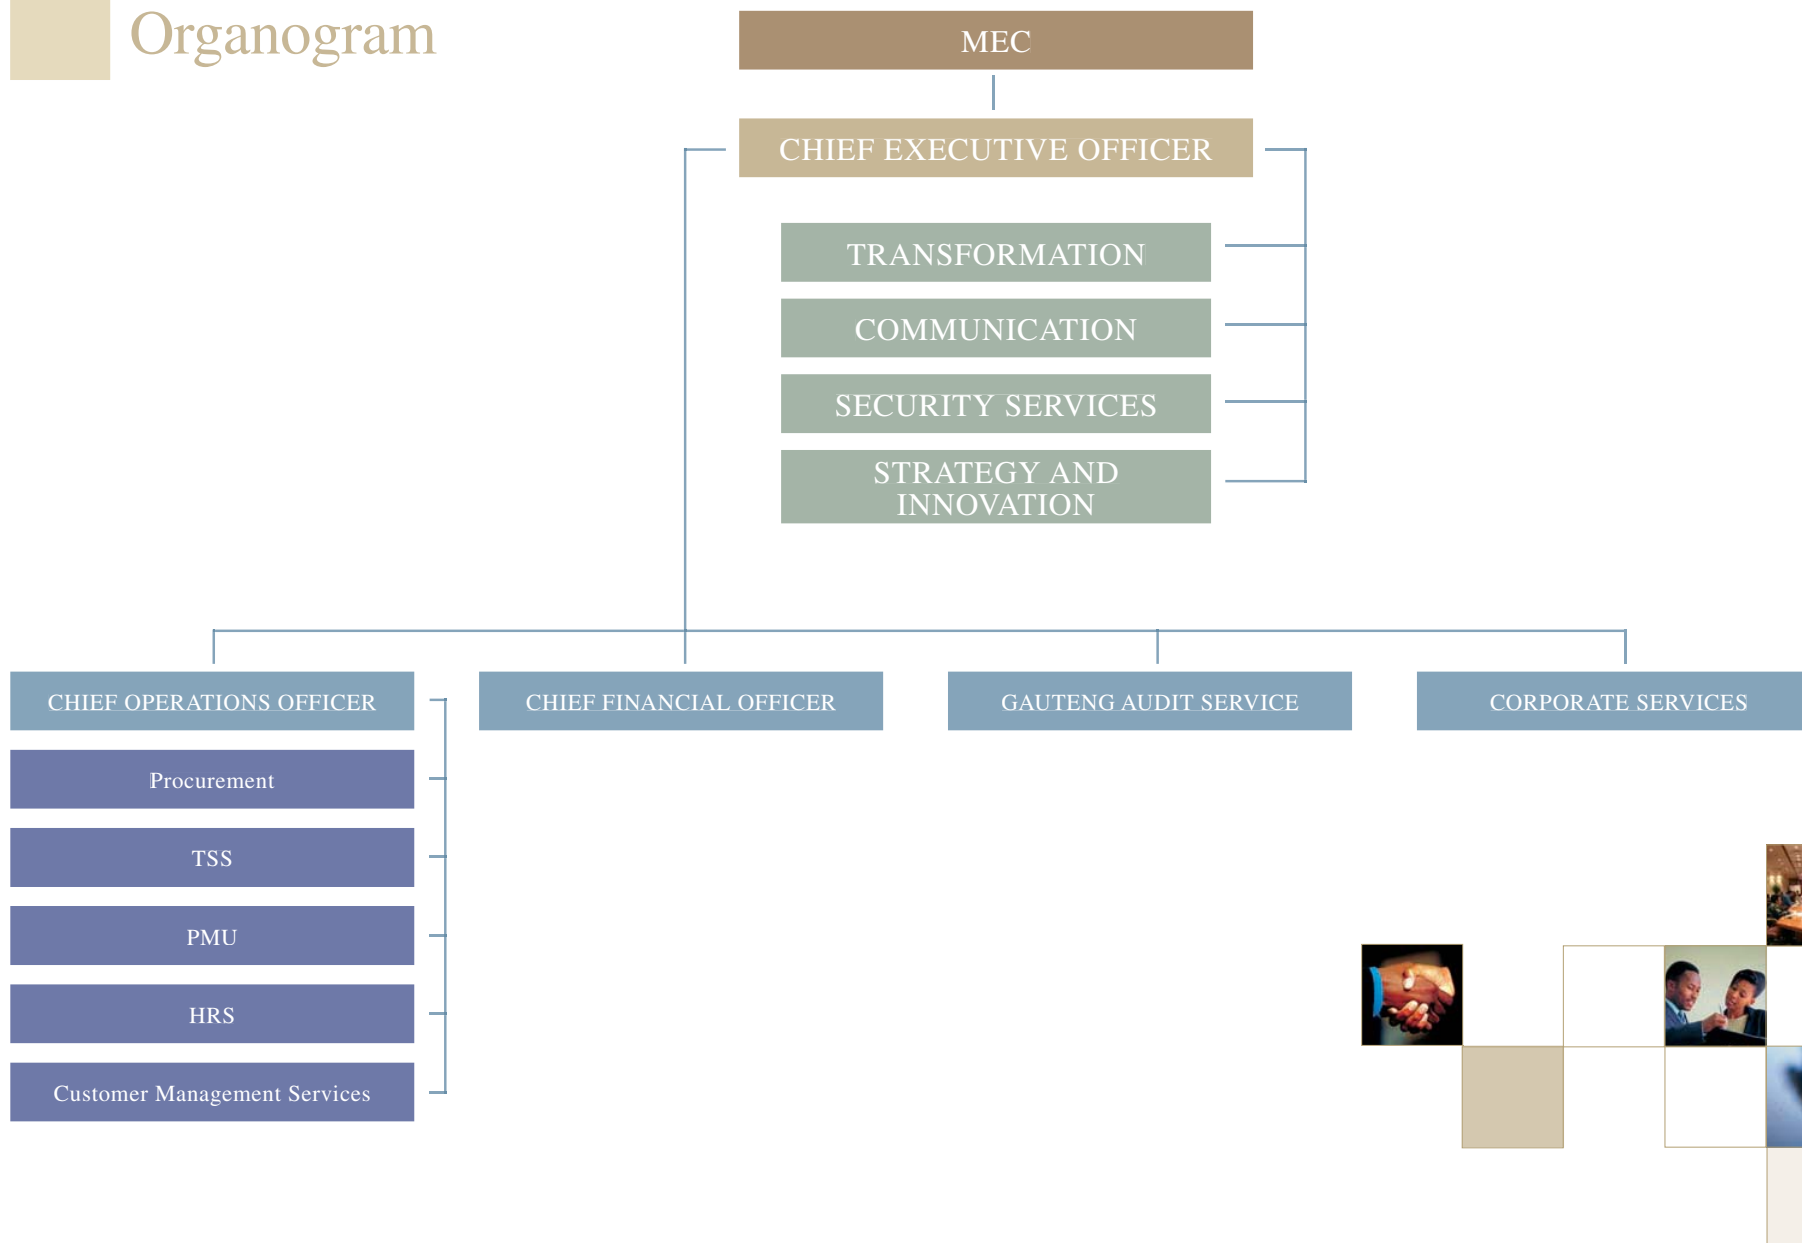 Organogram
MEC
CHIEF EXECUTIVE OFFICER
TRANSFORMATION
COMMUNICATION
SECURITY SERVICES
STRATEGY AND
INNOVATION
CHIEF OPERATIONS OFFICER
CHIEF FINANCIAL OFFICER
GAUTENG AUDIT SERVICE
CORPORATE SERVICES
Procurement
TSS
PMU
HRS
Customer Management Services